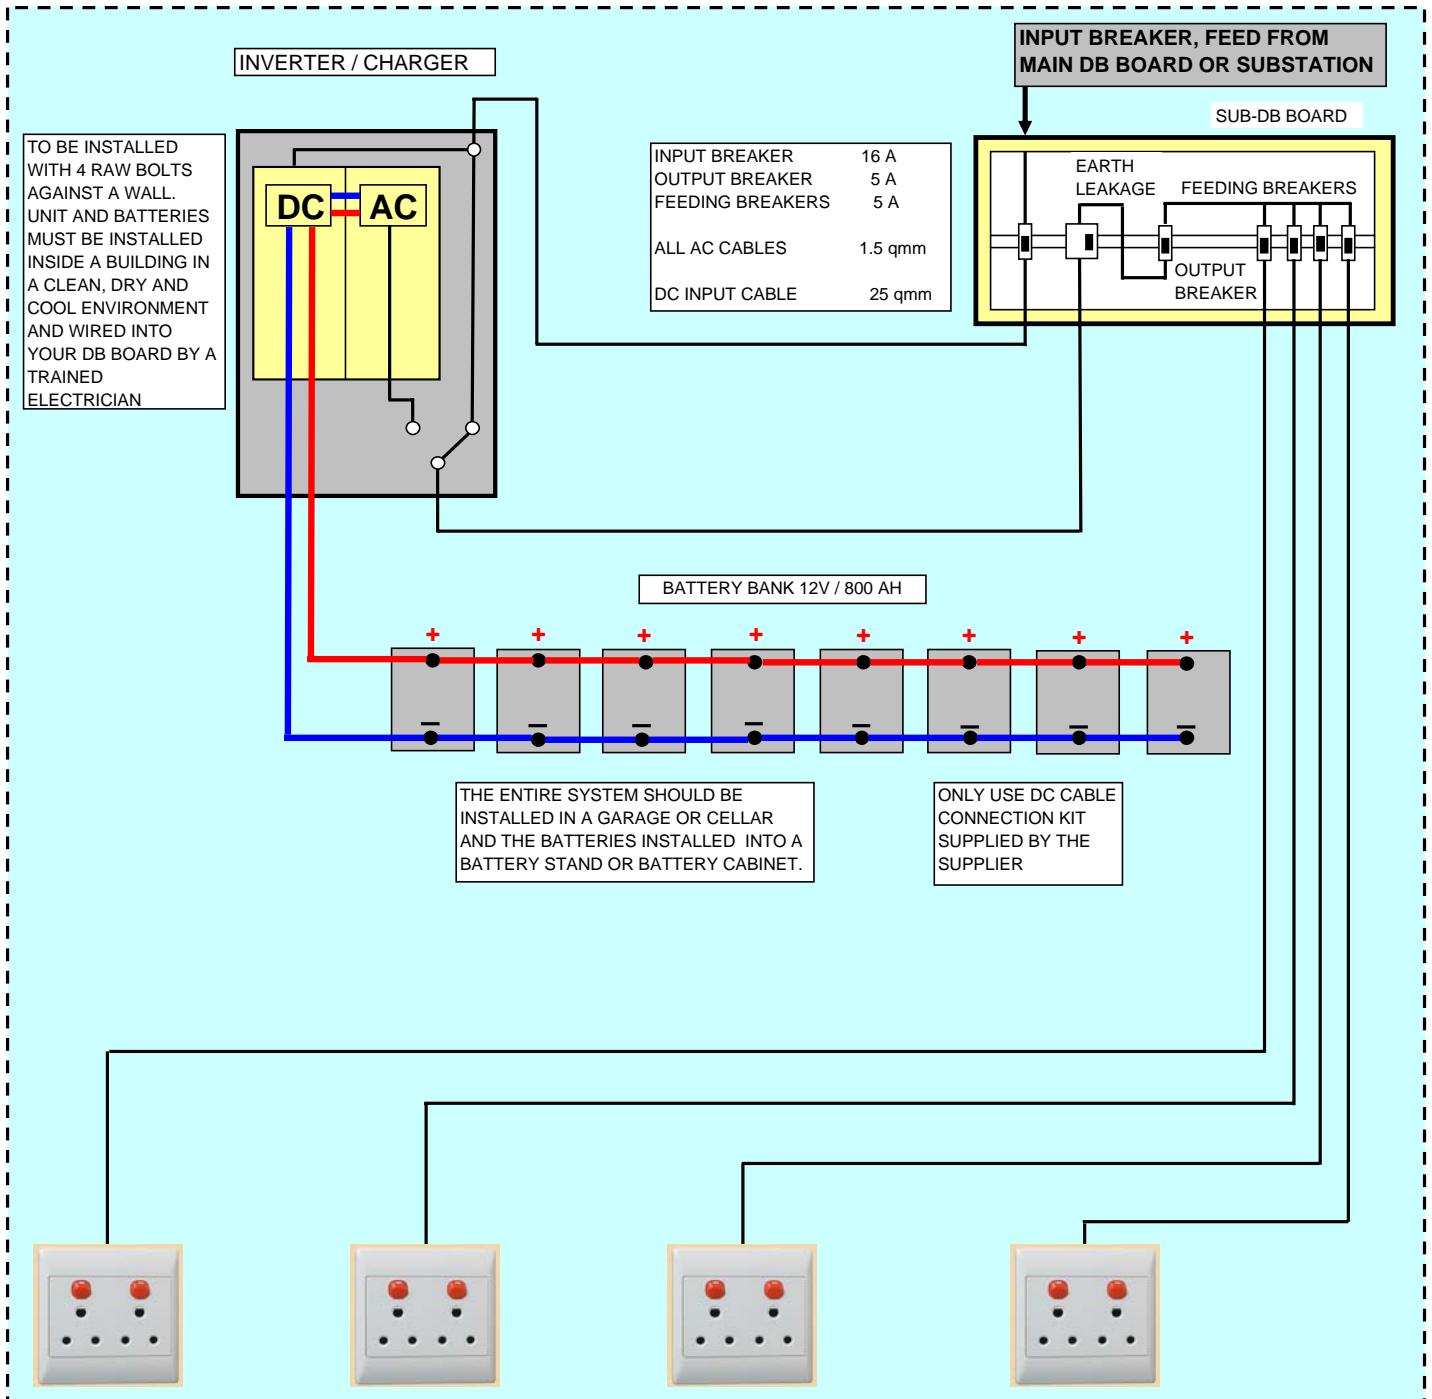 INVERTER / CHARGER
INPUT BREAKER, FEED FROM
MAIN DB BOARD OR SUBSTATION
SUB-DB BOARD
TO BE INSTALLED
WITH 4 RAW BOLTS
AGAINST A WALL.
UNIT AND BATTERIES
MUST BE INSTALLED
INSIDE A BUILDING IN
A CLEAN, DRY AND
COOL ENVIRONMENT
AND WIRED INTO
YOUR DB BOARD BY A
TRAINED
ELECTRICIAN
DC AC
INPUT BREAKER 16 A
OUTPUT BREAKER 5 A
FEEDING BREAKERS 5 A
ALL AC CABLES 1.5 qmm
DC INPUT CABLE 25 qmm
EARTH
LEAKAGE
FEEDING BREAKERS
OUTPUT
BREAKER
BATTERY BANK 12V / 800 AH
+ + + + + + + +
_ _ _ _ _ _ _ _
THE ENTIRE SYSTEM SHOULD BE
INSTALLED IN A GARAGE OR CELLAR
AND THE BATTERIES INSTALLED INTO A
BATTERY STAND OR BATTERY CABINET.
ONLY USE DC CABLE
CONNECTION KIT
SUPPLIED BY THE
SUPPLIER